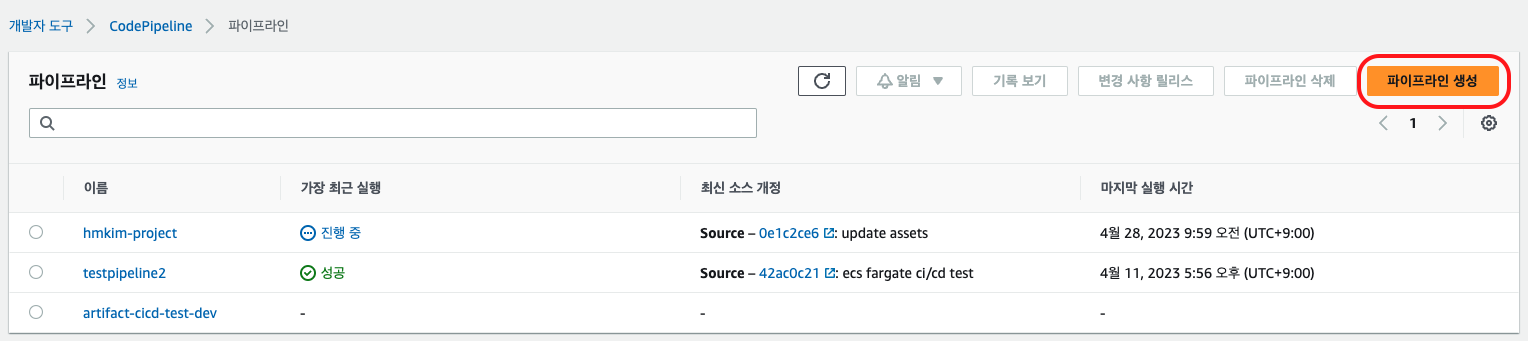 개발자 도구 > CodePipeline > 파이프라인
파이프라인 정보 알림 ▼ 기록 보기 변경 사항 릴리스 파이프라인 삭제 파이프라인 생성
< 1 >
이름 가장 최근 실행 최신 소스 개정 마지막 실행 시간
hmkim-project 진행 중 Source – 0e1c2ce6: update assets 4월 28, 2023 9:59 오전 (UTC+9:00)
testpipeline2 성공 Source – 42ac0c21: ecs fargate ci/cd test 4월 11, 2023 5:56 오후 (UTC+9:00)
artifact-cicd-test-dev - - -